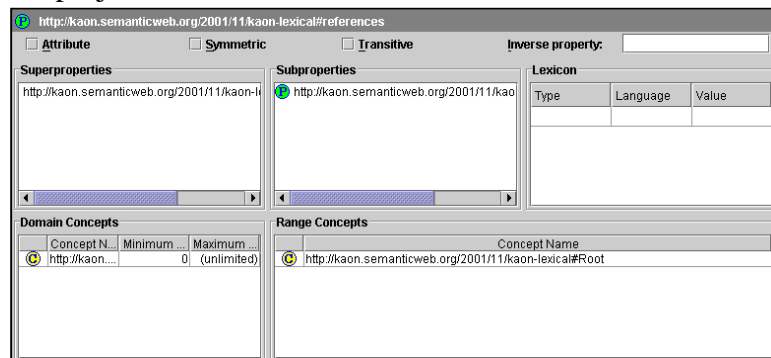 http://kaon.semanticweb.org/2001/11/kaon-lexical#references
Attribute Symmetric Transitive Inverse property:
Superproperties Subproperties Lexicon
http://kaon.semanticweb.org/2001/11/kaon-l P http://kaon.semanticweb.org/2001/11/kao Type Language Value
Domain Concepts Range Concepts
Concept N... Minimum ... Maximum ... Concept Name
C http://kaon.... 0 (unlimited) C http://kaon.semanticweb.org/2001/11/kaon-lexical#Root